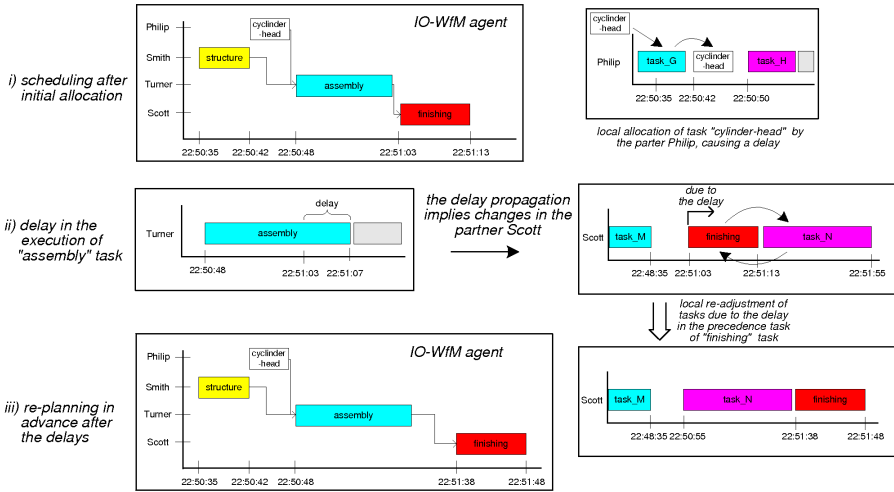 i) scheduling after
initial allocation
IO-WfM agent
Philip
Smith
Turner
Scott
cyclinder
-head
structure
assembly
finishing
22:50:35
22:50:42
22:50:48
22:51:03
22:51:13
cyclinder
-head
Philip
task_G
cyclinder
-head
task_H
22:50:35
22:50:42
22:50:50
local allocation of task "cylinder-head" by
the parter Philip, causing a delay
ii) delay in the
execution of
"assembly" task
Turner
delay
assembly
22:50:48
22:51:03
22:51:07
the delay propagation
implies changes in the
partner Scott
due to
the delay
Scott
task_M
finishing
task_N
22:48:35
22:51:03
22:51:13
22:51:55
local re-adjustment of
tasks due to the delay
in the precedence task
of "finishing" task
iii) re-planning in
advance after
the delays
IO-WfM agent
Philip
Smith
Turner
Scott
cyclinder
-head
structure
assembly
finishing
22:50:35
22:50:42
22:50:48
22:51:38
22:51:48
Scott
task_M
task_N
finishing
22:48:35
22:50:55
22:51:38
22:51:48